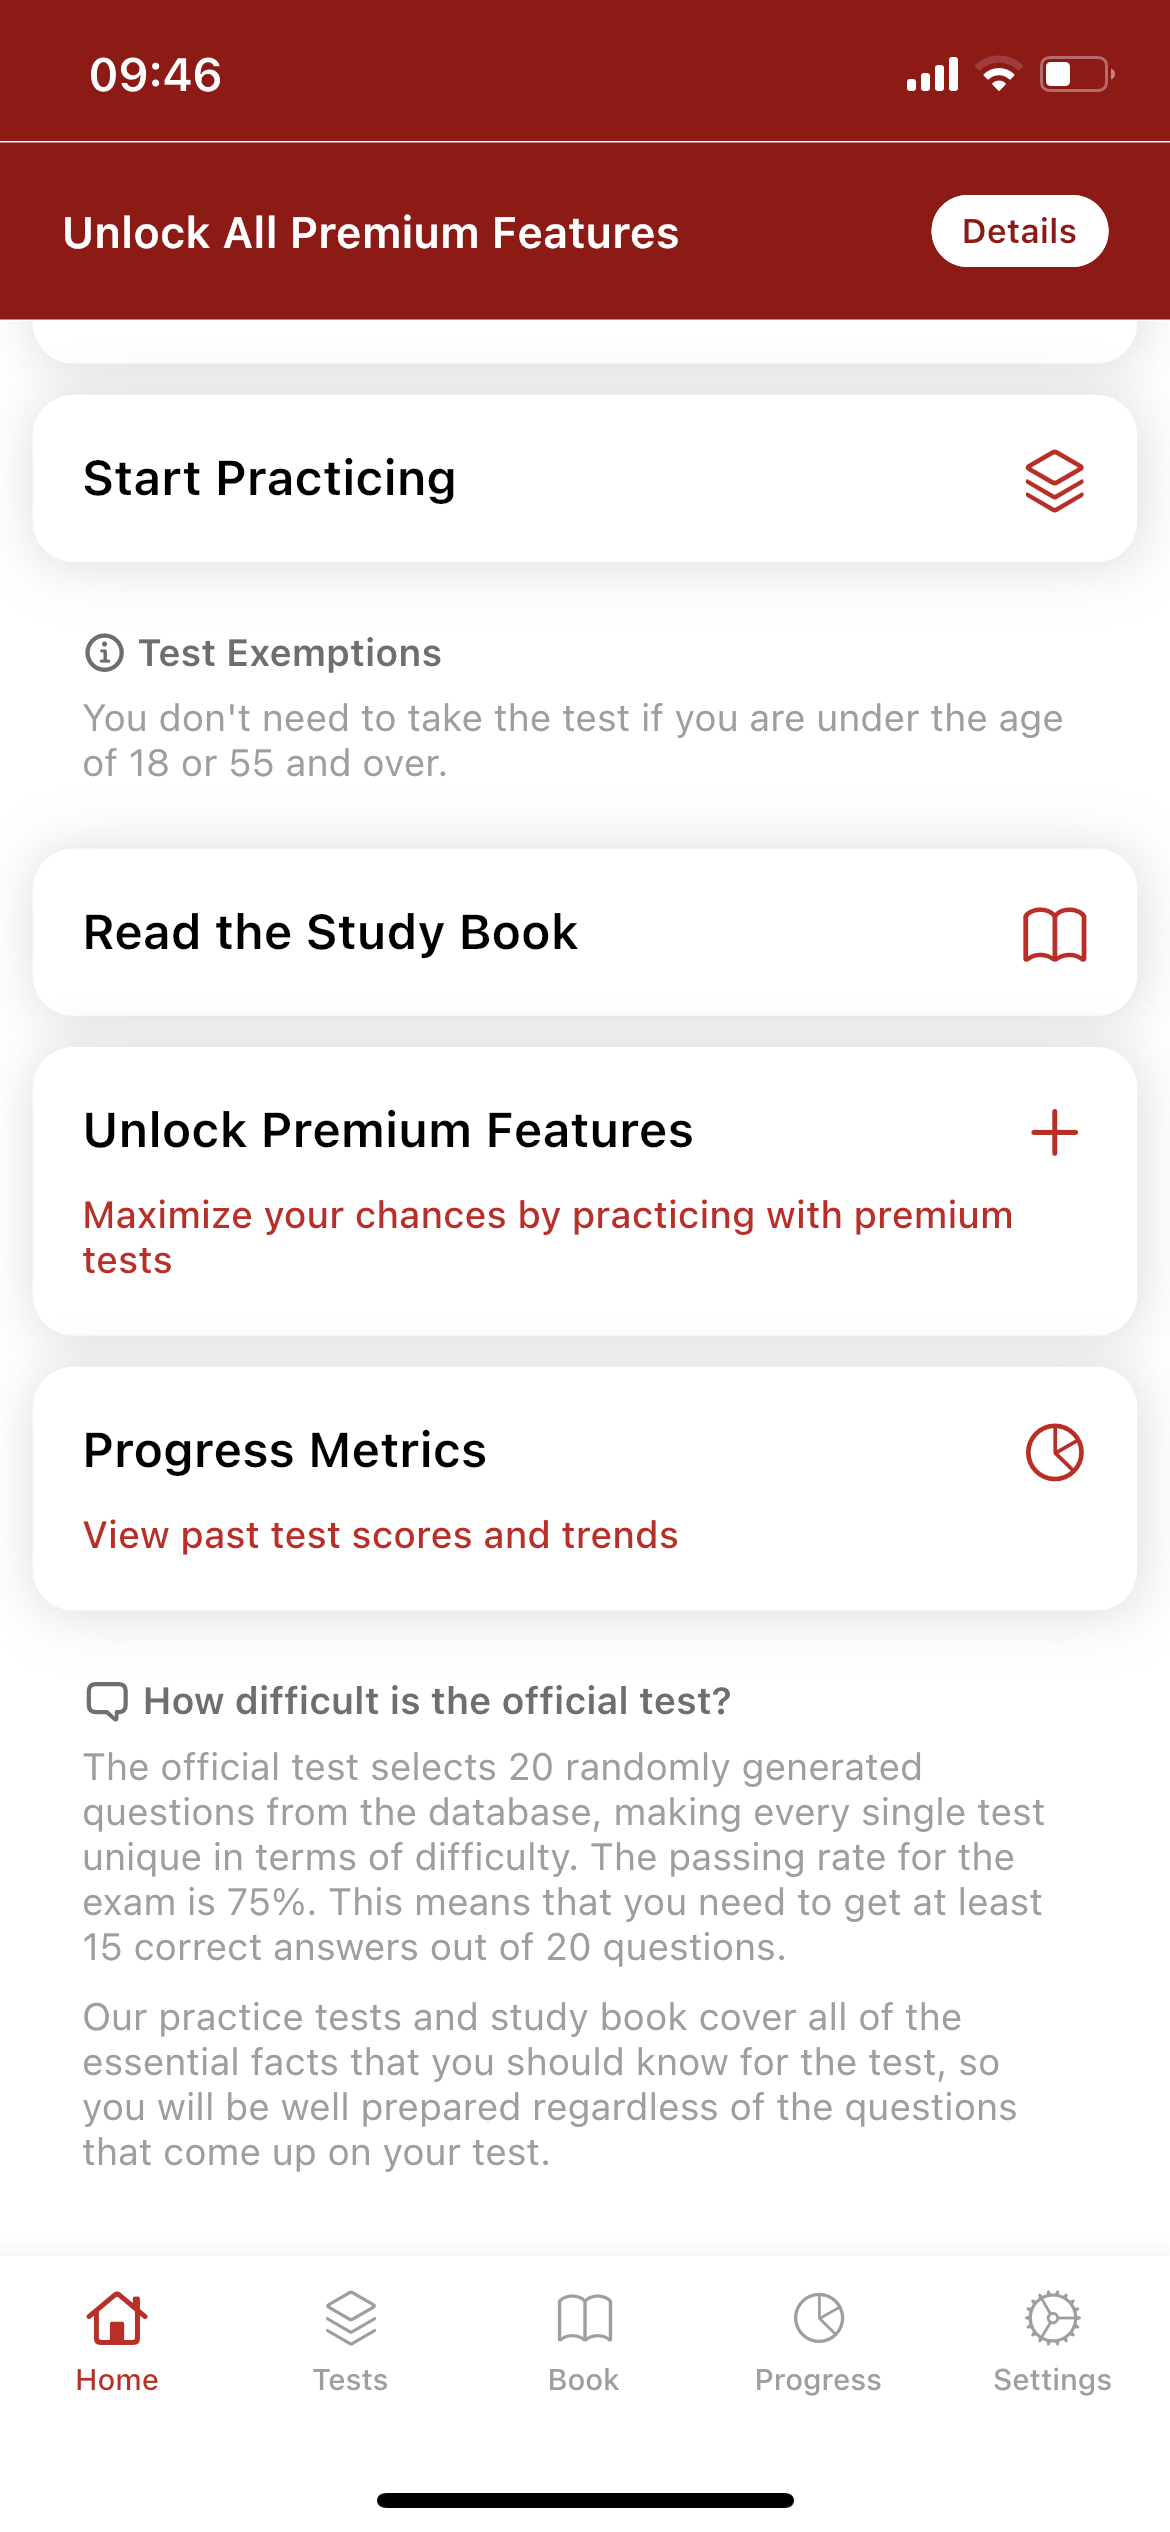 09:46
Unlock All Premium Features
Details
Start Practicing
Test Exemptions
You don't need to take the test if you are under the age
of 18 or 55 and over.
Read the Study Book
Unlock Premium Features
Maximize your chances by practicing with premium
tests
Progress Metrics
View past test scores and trends
How difficult is the official test?
The official test selects 20 randomly generated
questions from the database, making every single test
unique in terms of difficulty. The passing rate for the
exam is 75%. This means that you need to get at least
15 correct answers out of 20 questions.
Our practice tests and study book cover all of the
essential facts that you should know for the test, so
you will be well prepared regardless of the questions
that come up on your test.
Home
Tests
Book
Progress
Settings